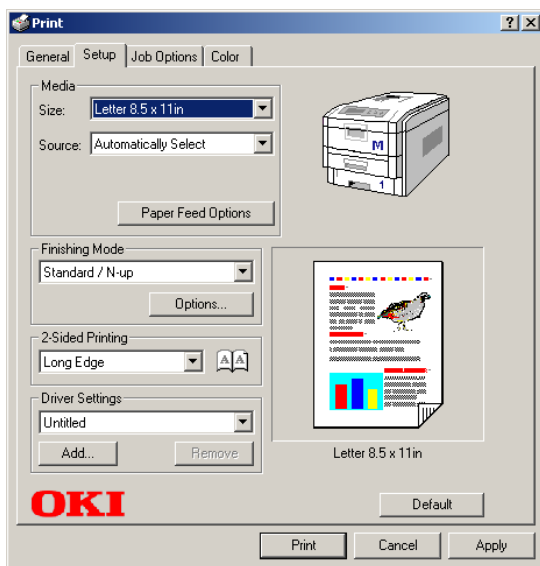 Print
General Setup Job Options Color
Media
Size: Letter 8.5 x 11in
Source: Automatically Select
M
1
Paper Feed Options
Finishing Mode
Standard / N-up
Options...
2-Sided Printing
Long Edge
A A
Driver Settings
Untitled
Add... Remove
Letter 8.5 x 11in
OKI
Default
Print Cancel Apply